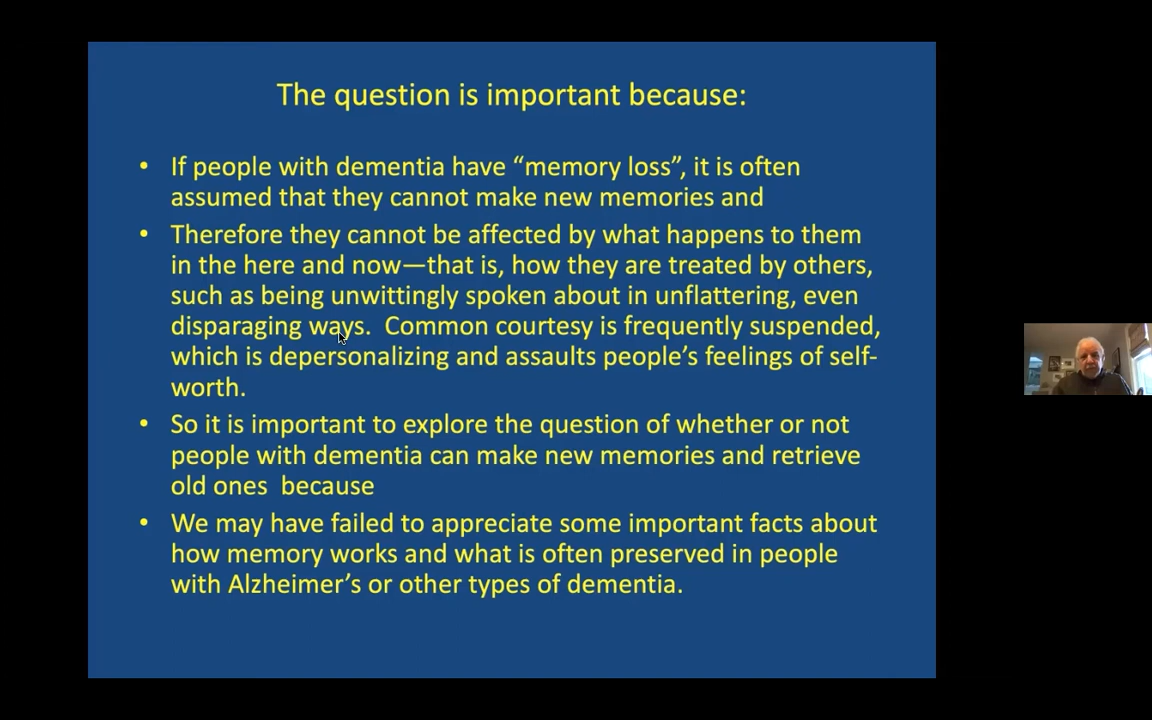 The question is important because:
• If people with dementia have “memory loss”, it is often
assumed that they cannot make new memories and
• Therefore they cannot be affected by what happens to them
in the here and now—that is, how they are treated by others,
such as being unwittingly spoken about in unflattering, even
disparaging ways.  Common courtesy is frequently suspended,
which is depersonalizing and assaults people’s feelings of self-
worth.
• So it is important to explore the question of whether or not
people with dementia can make new memories and retrieve
old ones  because
• We may have failed to appreciate some important facts about
how memory works and what is often preserved in people
with Alzheimer’s or other types of dementia.